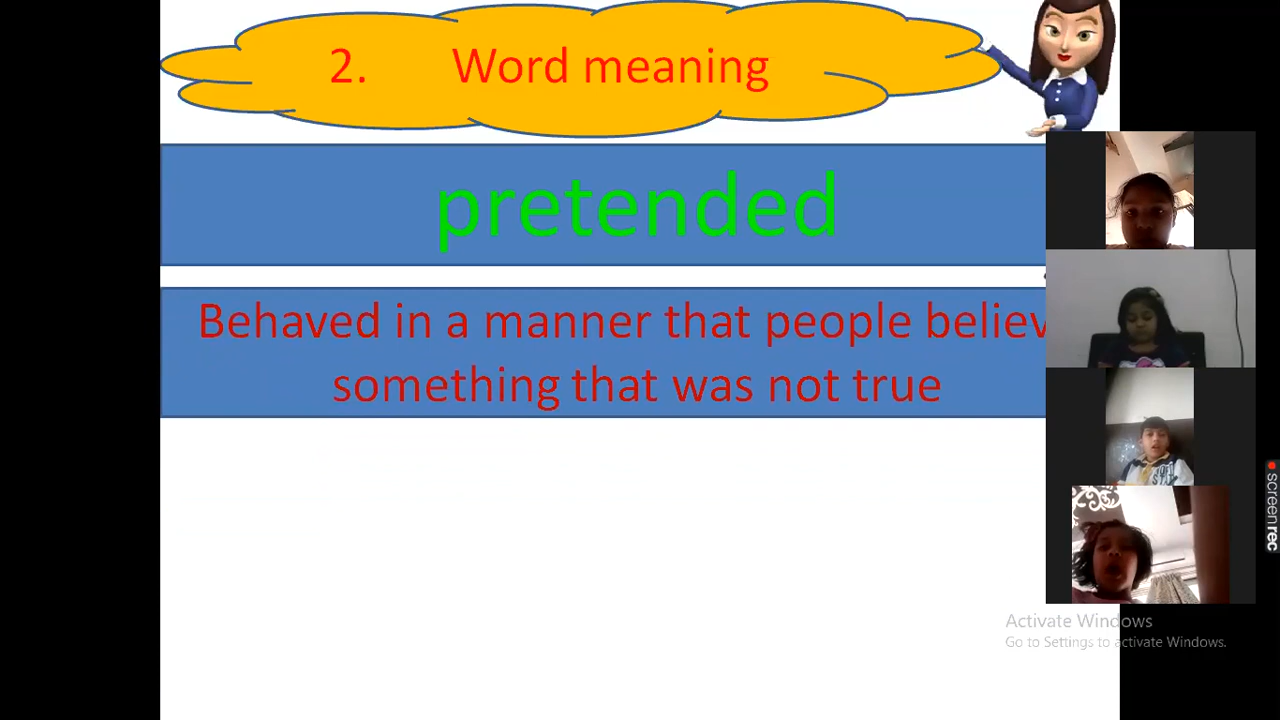 2. Word meaning
pretended
Behaved in a manner that people believ
something that was not true
screenrec
Activate Windows
Go to Settings to activate Windows.